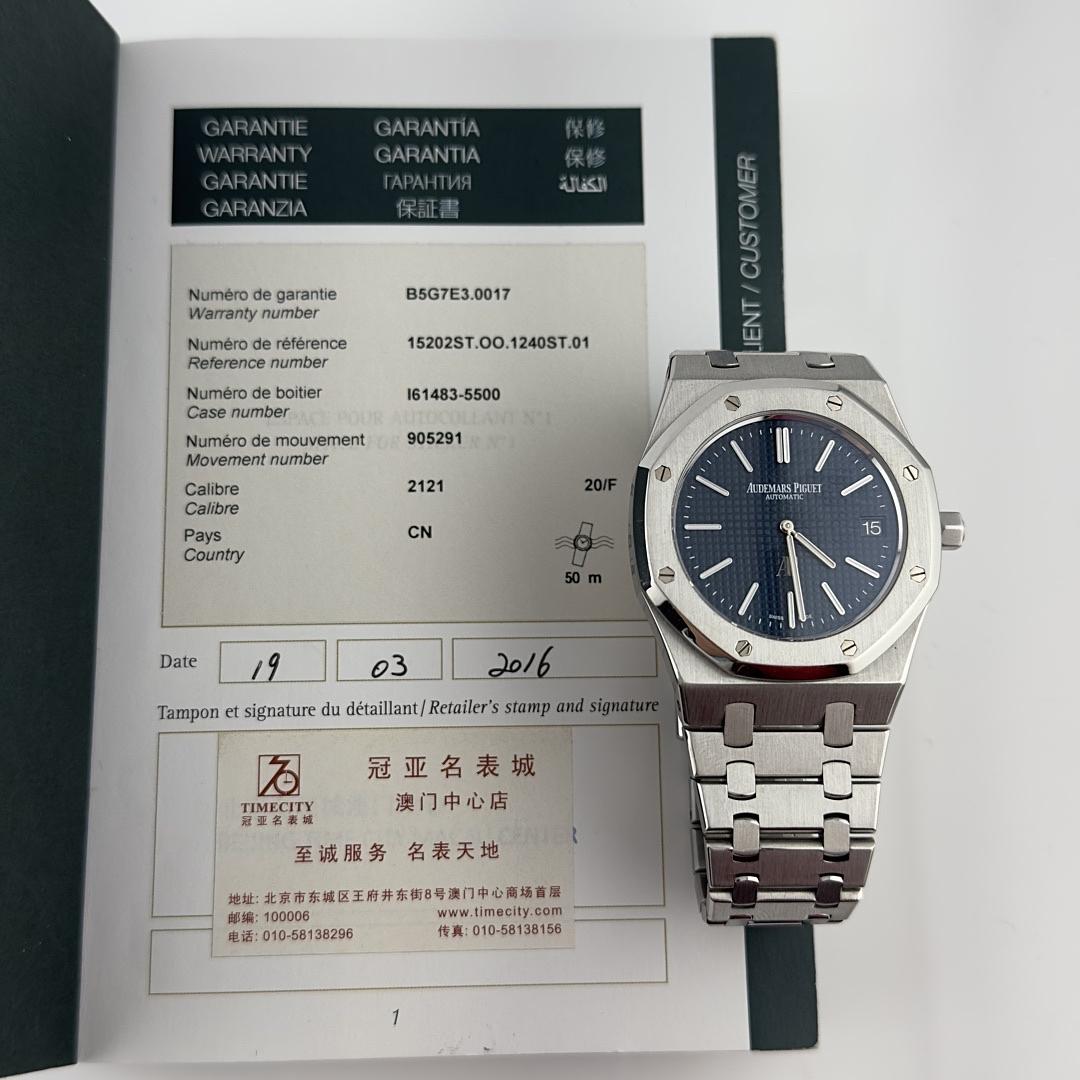 GARANTIE GARANTÍA 保修
WARRANTY GARANTIA 保修
GARANTIE ГАРАНТИЯ الكفالة
GARANZIA 保証書
Numéro de garantie B5G7E3.0017
Warranty number
Numéro de référence 15202ST.OO.1240ST.01
Reference number
Numéro de boitier I61483-5500
Case number
ESPACE POUR AUTOCOLLANT N°1
Numéro de mouvement 905291
Movement number
Calibre 2121 20/F
Calibre
Pays CN
Country
50 m
Date 19 03 2016
Tampon et signature du détaillant / Retailer's stamp and signature
TIMECITY
冠亚名表城
冠亚名表城
澳门中心店
至诚服务 名表天地
地址: 北京市东城区王府井东街8号澳门中心商场首层
邮编: 100006 www.timecity.com
电话: 010-58138296 传真: 010-58138156
1
CLIENT / CUSTOMER
AUDEMARS PIGUET
AUTOMATIC
15